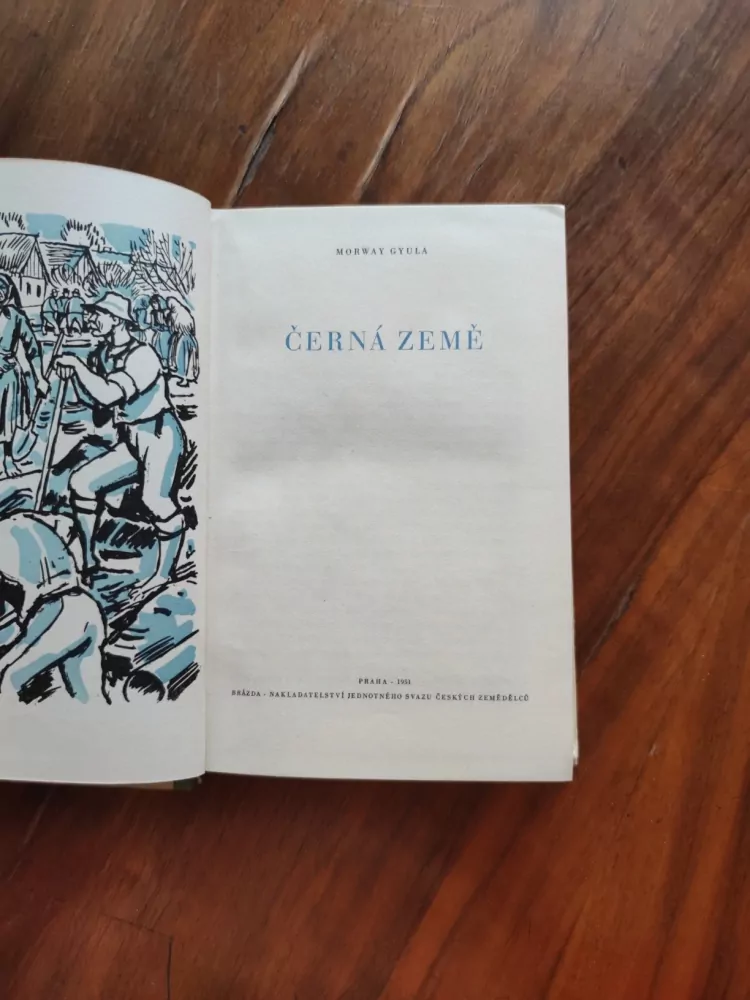 MORWAY GYULA
ČERNÁ ZEMĚ
PRAHA - 1951
BRÁZDA - NAKLADATELSTVÍ JEDNOTNÉHO SVAZU ČESKÝCH ZEMĚDĚLCŮ